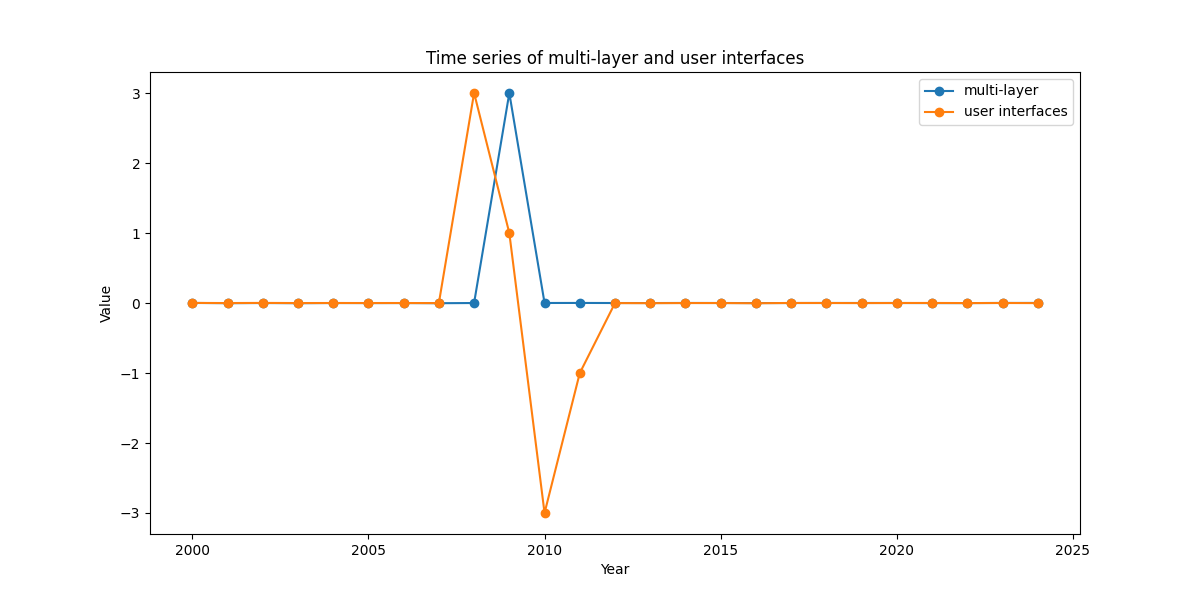 Time series of multi-layer and user interfaces
multi-layer
user interfaces
3
2
1
0
−1
−2
−3
Value
2000
2005
2010
2015
2020
2025
Year